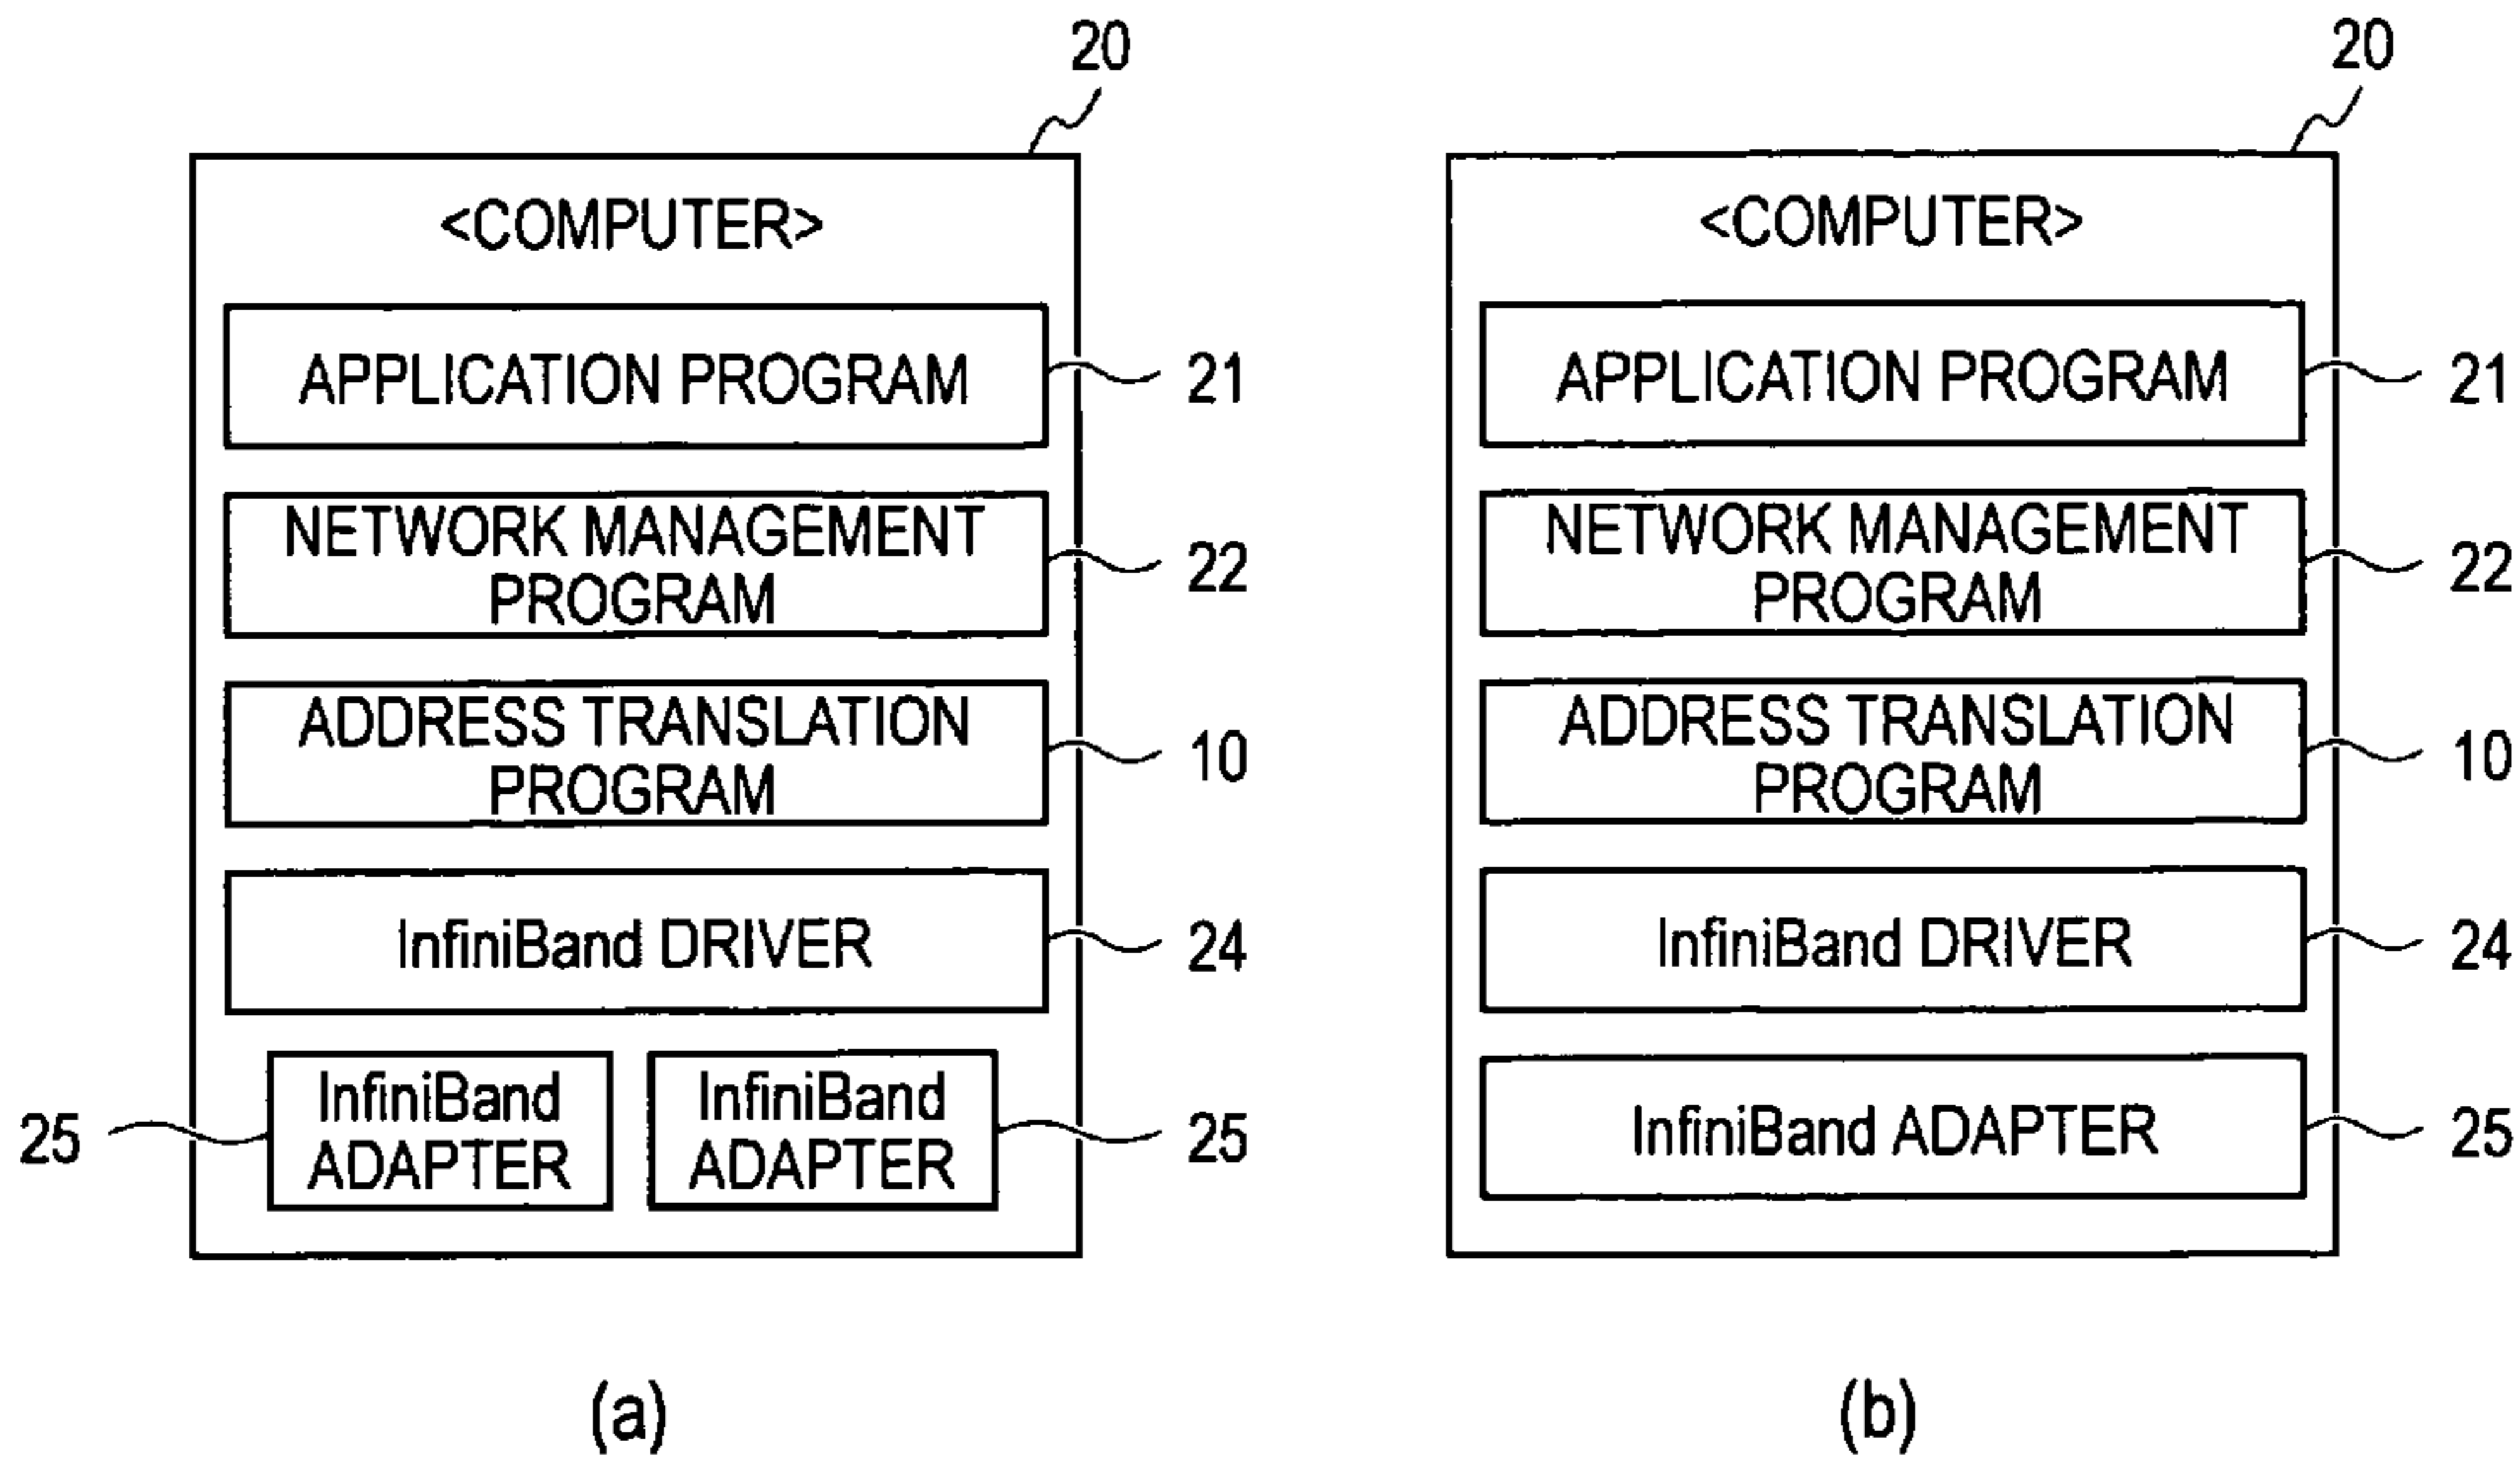 20
<COMPUTER>
APPLICATION PROGRAM
21
NETWORK MANAGEMENT
PROGRAM
22
ADDRESS TRANSLATION
PROGRAM
10
InfiniBand DRIVER
24
25
InfiniBand
ADAPTER
InfiniBand
ADAPTER
25
(a)
20
<COMPUTER>
APPLICATION PROGRAM
21
NETWORK MANAGEMENT
PROGRAM
22
ADDRESS TRANSLATION
PROGRAM
10
InfiniBand DRIVER
24
InfiniBand ADAPTER
25
(b)